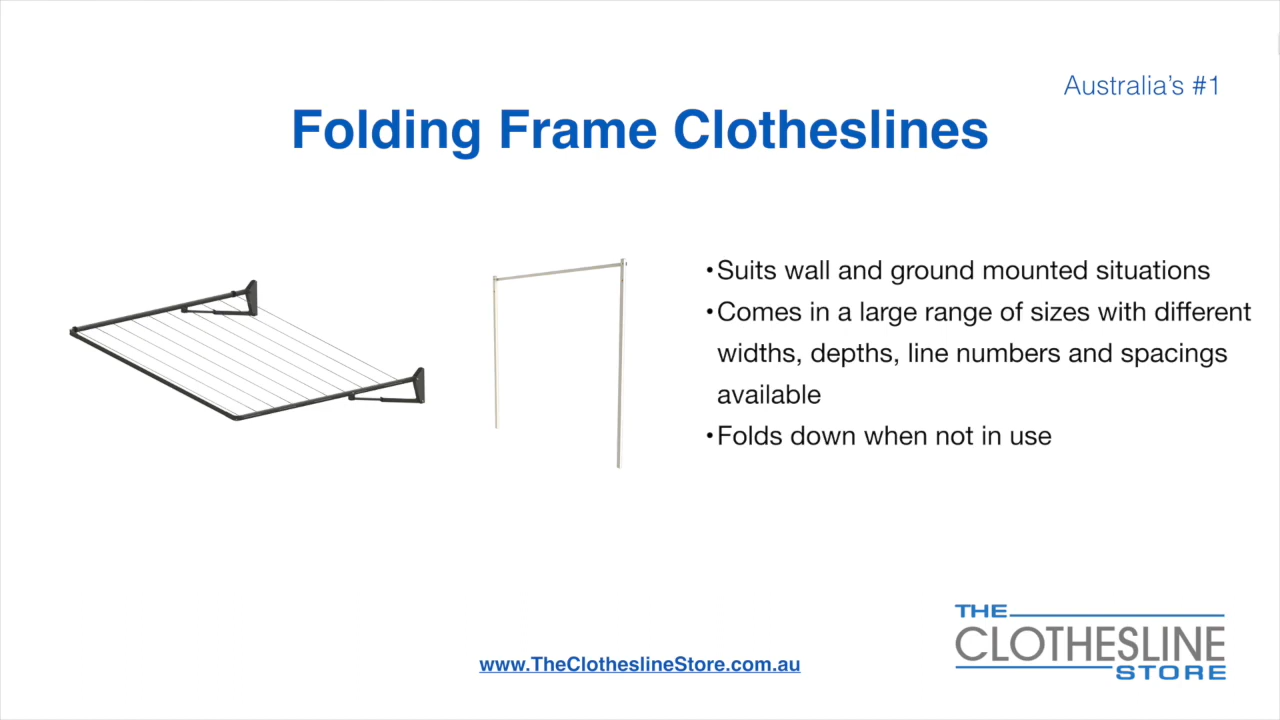 Australia's #1
Folding Frame Clotheslines
•Suits wall and ground mounted situations
•Comes in a large range of sizes with different
widths, depths, line numbers and spacings
available
•Folds down when not in use
THE
CLOTHESLINE
STORE
www.TheClotheslineStore.com.au